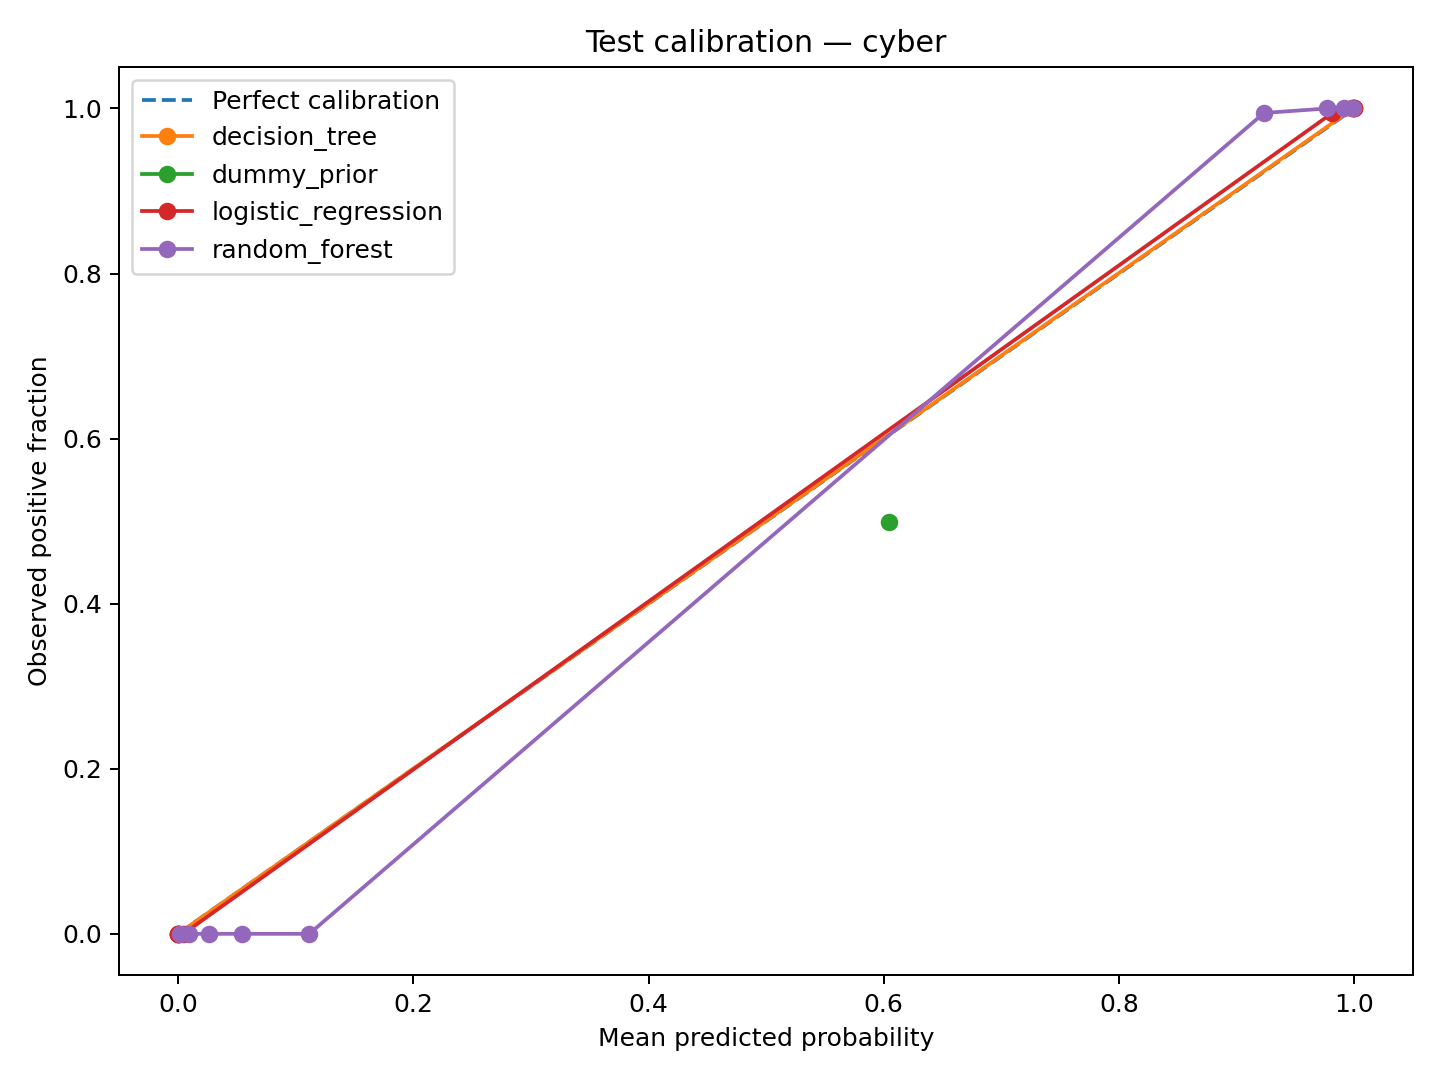 Test calibration — cyber
Perfect calibration
decision_tree
dummy_prior
logistic_regression
random_forest
1.0
0.8
0.6
0.4
0.2
0.0
Observed positive fraction
0.0 0.2 0.4 0.6 0.8 1.0
Mean predicted probability